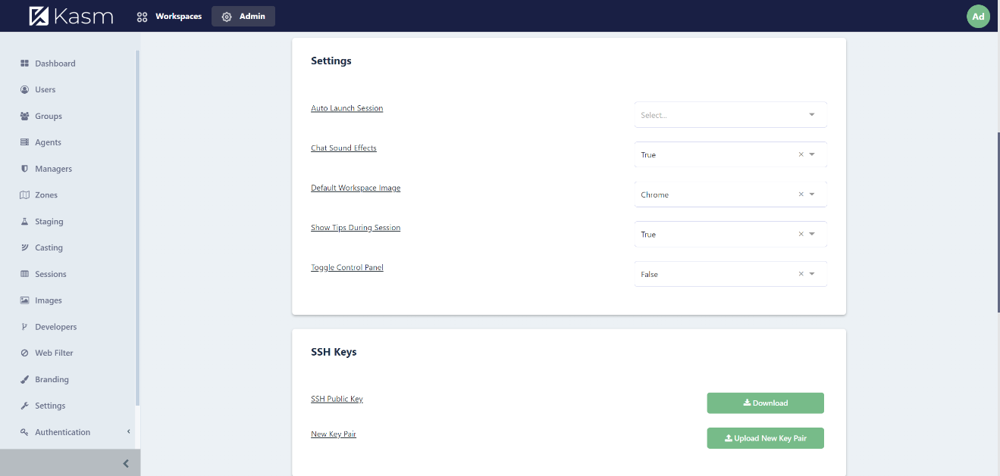 Kasm
Workspaces
Admin
Ad
Dashboard
Users
Groups
Agents
Managers
Zones
Staging
Casting
Sessions
Images
Developers
Web Filter
Branding
Settings
Authentication
Settings
Auto Launch Session
Select...
Chat Sound Effects
True
Default Workspace Image
Chrome
Show Tips During Session
True
Toggle Control Panel
False
SSH Keys
SSH Public Key
Download
New Key Pair
Upload New Key Pair